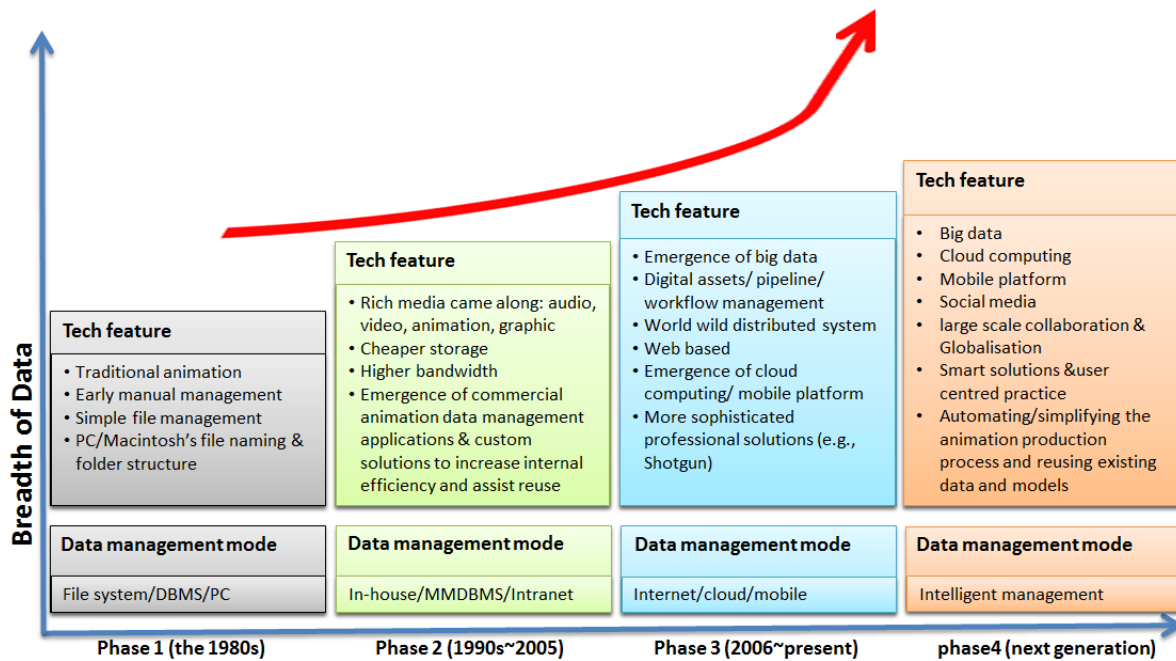 Breadth of Data
Tech feature
• Traditional animation
• Early manual management
• Simple file management
• PC/Macintosh's file naming &
folder structure
Data management mode
File system/DBMS/PC
Phase 1 (the 1980s)
Tech feature
• Rich media came along: audio,
video, animation, graphic
• Cheaper storage
• Higher bandwidth
• Emergence of commercial
animation data management
applications & custom
solutions to increase internal
efficiency and assist reuse
Data management mode
In-house/MMDBMS/Intranet
Phase 2 (1990s~2005)
Tech feature
• Emergence of big data
• Digital assets/ pipeline/
workflow management
• World wild distributed system
• Web based
• Emergence of cloud
computing/ mobile platform
• More sophisticated
professional solutions (e.g.,
Shotgun)
Data management mode
Internet/cloud/mobile
Phase 3 (2006~present)
Tech feature
• Big data
• Cloud computing
• Mobile platform
• Social media
• large scale collaboration &
Globalisation
• Smart solutions &user
centred practice
• Automating/simplifying the
animation production
process and reusing existing
data and models
Data management mode
Intelligent management
phase4 (next generation)